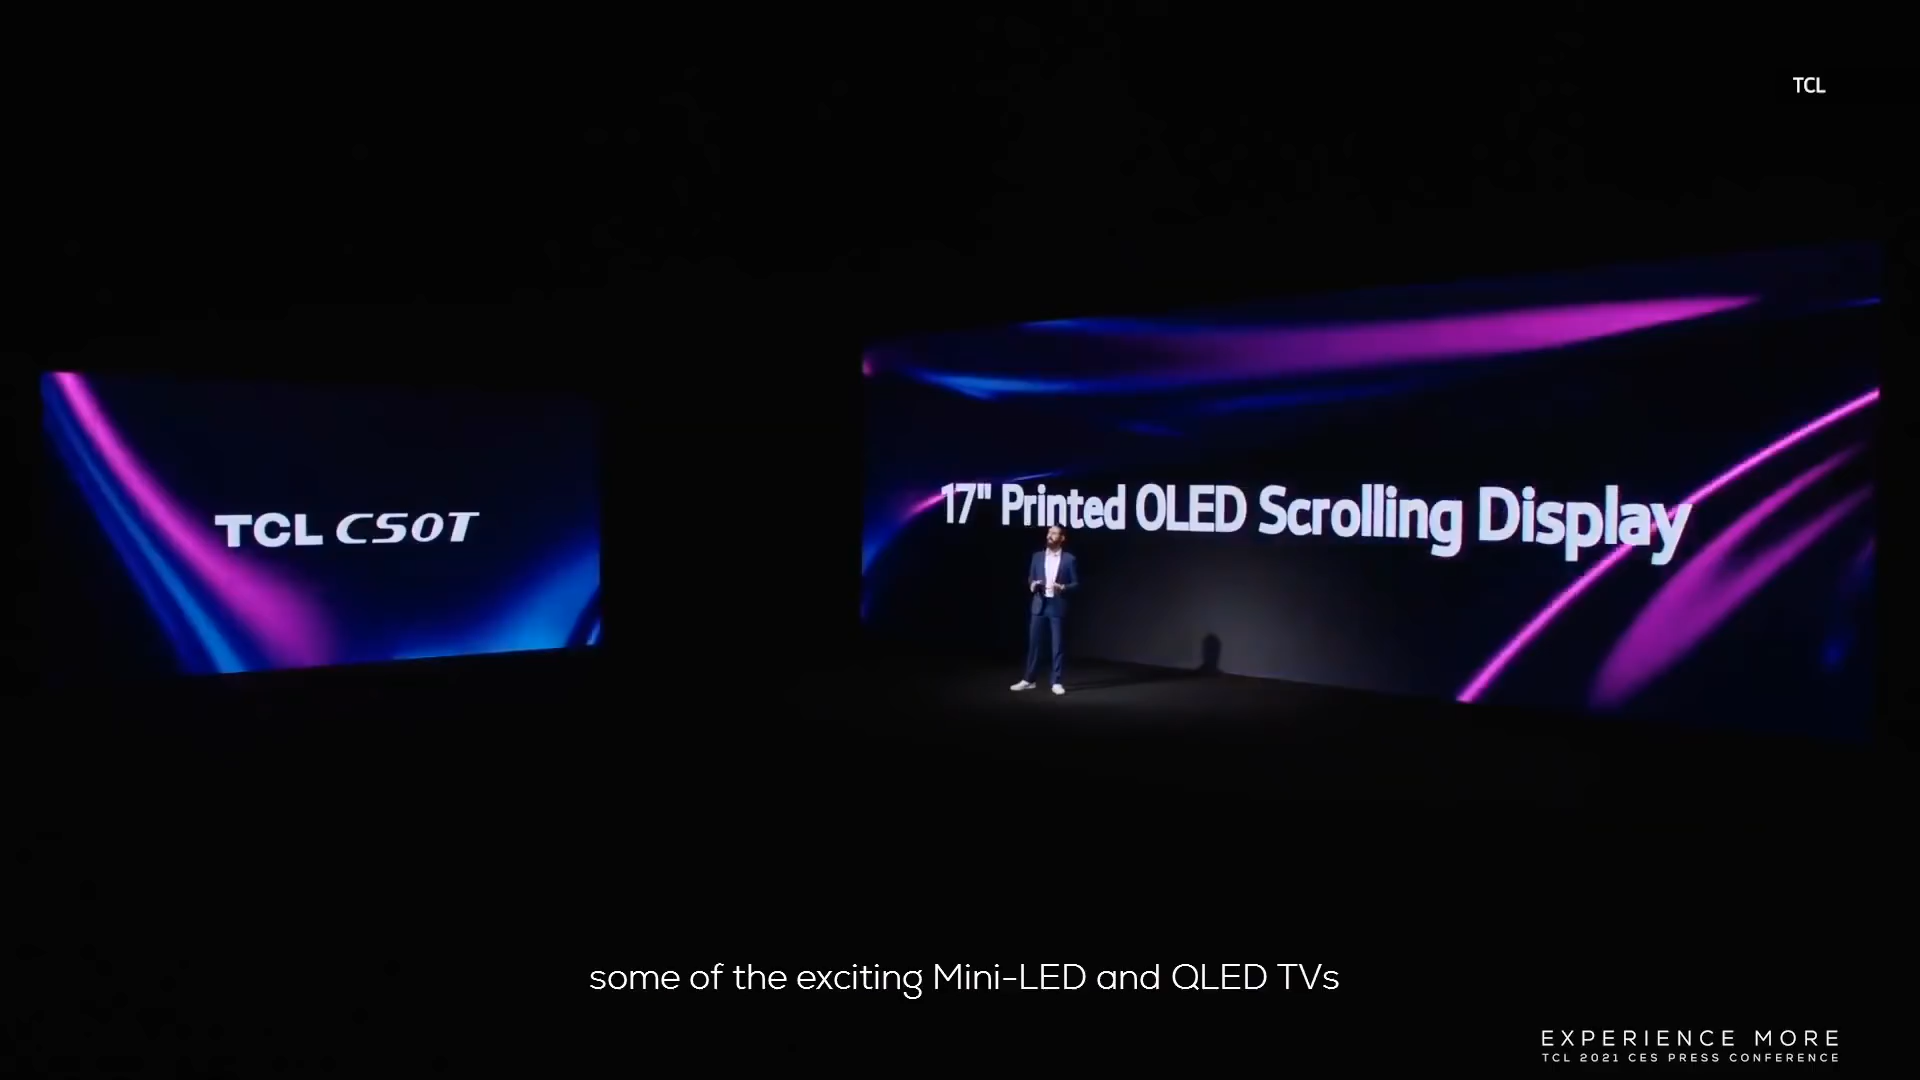 TCL
TCL CSOT
17" Printed OLED Scrolling Display
some of the exciting Mini-LED and QLED TVs
EXPERIENCE MORE
TCL 2021 CES PRESS CONFERENCE